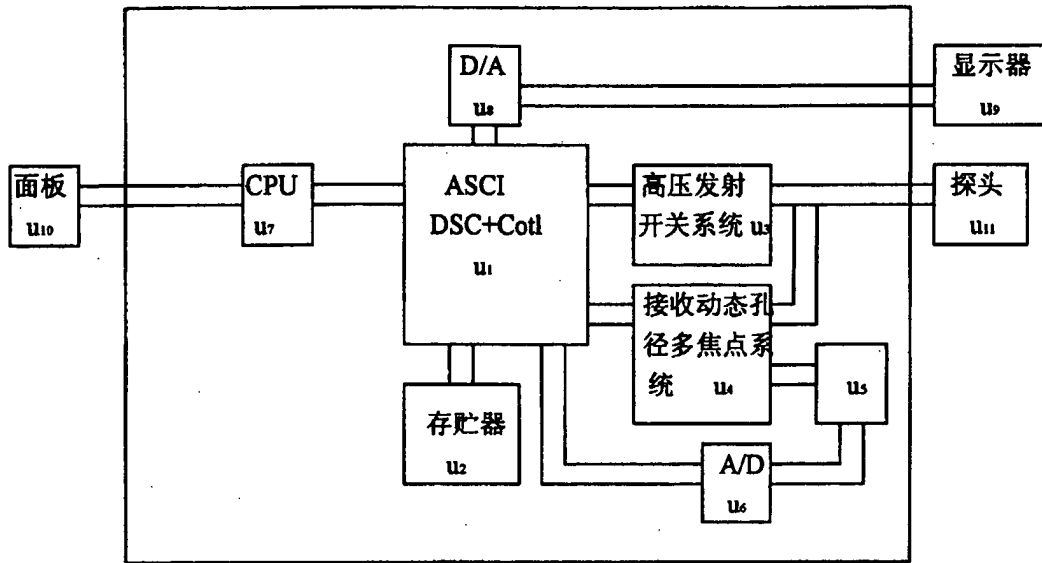 D/A
u8
显示器
u9
面板
u10
CPU
u7
ASCI
DSC+Cotl
u1
高压发射
开关系统 u3
探头
u11
接收动态孔
径多焦点系
统 u4
u5
存贮器
u2
A/D
u6